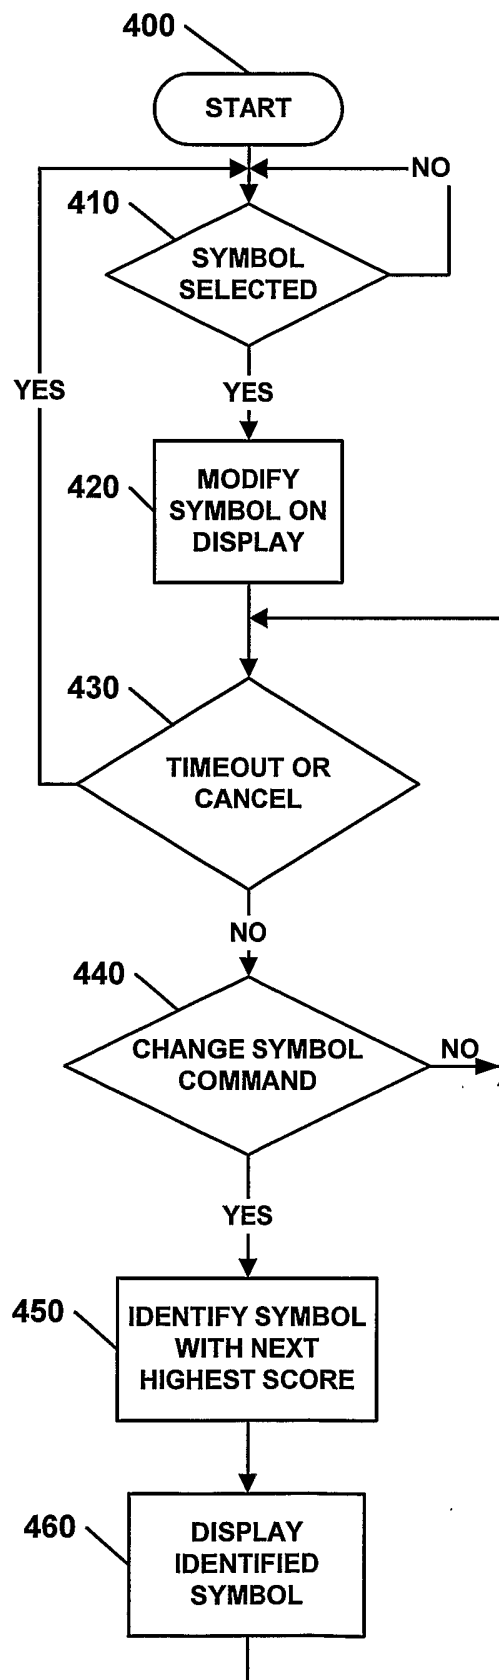 400
START
NO
410
SYMBOL
SELECTED
YES
YES
420
MODIFY
SYMBOL ON
DISPLAY
430
TIMEOUT OR
CANCEL
NO
440
CHANGE SYMBOL
COMMAND
NO
YES
450
IDENTIFY SYMBOL
WITH NEXT
HIGHEST SCORE
460
DISPLAY
IDENTIFIED
SYMBOL